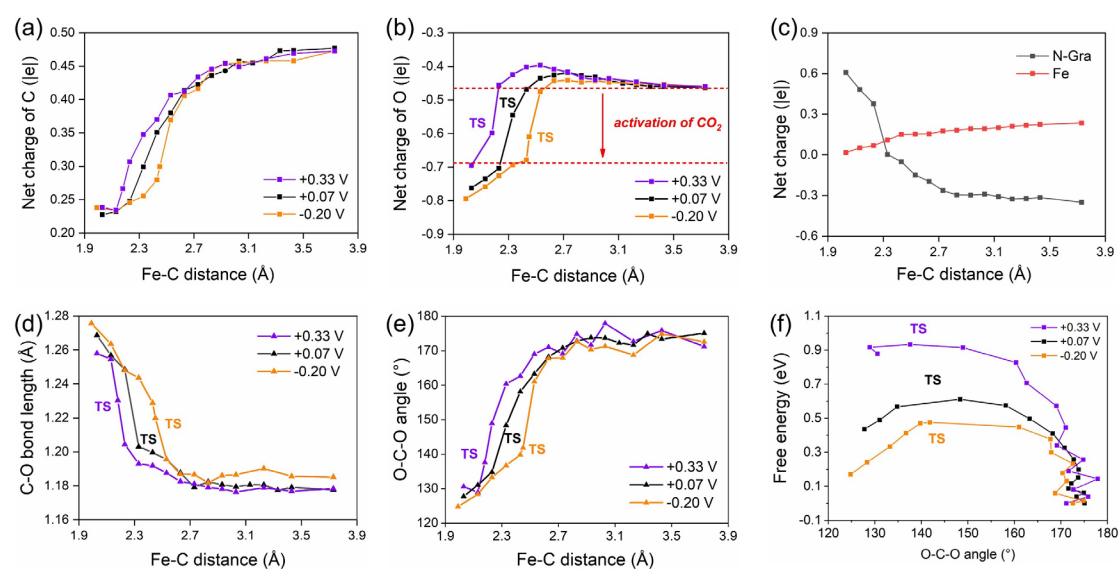 (a)
Net charge of C (|e|)
0.50
0.45
0.40
0.35
0.30
0.25
0.20
+0.33 V
+0.07 V
-0.20 V
1.9 2.3 2.7 3.1 3.5 3.9
Fe-C distance (Å)
(b)
Net charge of O (|e|)
-0.3
-0.4
-0.5
-0.6
-0.7
-0.8
-0.9
TS
TS
TS
activation of CO2
+0.33 V
+0.07 V
-0.20 V
1.9 2.3 2.7 3.1 3.5 3.9
Fe-C distance (Å)
(c)
Net charge (|e|)
0.9
0.6
0.3
0.0
-0.3
-0.6
N-Gra
Fe
1.9 2.3 2.7 3.1 3.5 3.9
Fe-C distance (Å)
(d)
C-O bond length (Å)
1.28
1.26
1.24
1.22
1.20
1.18
1.16
+0.33 V
+0.07 V
-0.20 V
TS
TS
TS
1.9 2.3 2.7 3.1 3.5 3.9
Fe-C distance (Å)
(e)
O-C-O angle (°)
180
170
160
150
140
130
120
TS
TS
TS
+0.33 V
+0.07 V
-0.20 V
1.9 2.3 2.7 3.1 3.5 3.9
Fe-C distance (Å)
(f)
Free energy (eV)
1.1
0.9
0.7
0.5
0.3
0.1
-0.1
TS
TS
TS
+0.33 V
+0.07 V
-0.20 V
120 130 140 150 160 170 180
O-C-O angle (°)